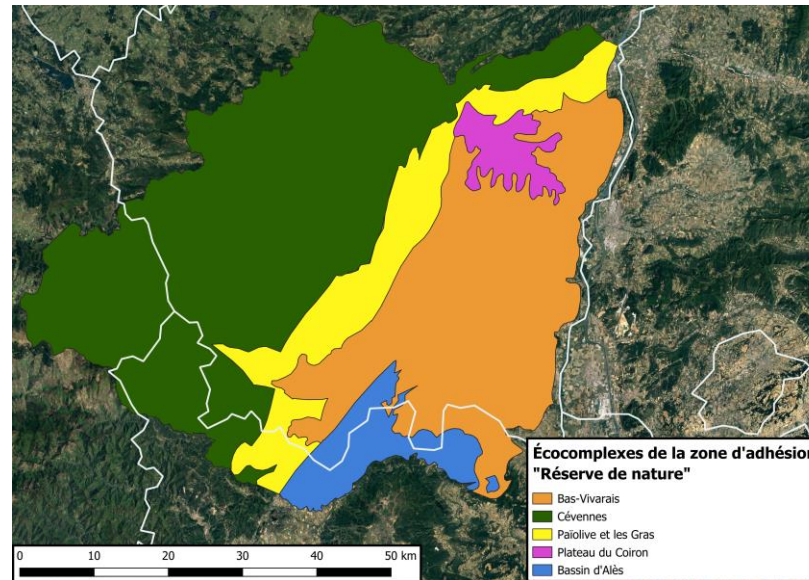 Écocomplexes de la zone d'adhésion
"Réserve de nature"
Bas-Vivarais
Cévennes
Païolive et les Gras
Plateau du Coiron
Bassin d'Alès
0 10 20 30 40 50 km